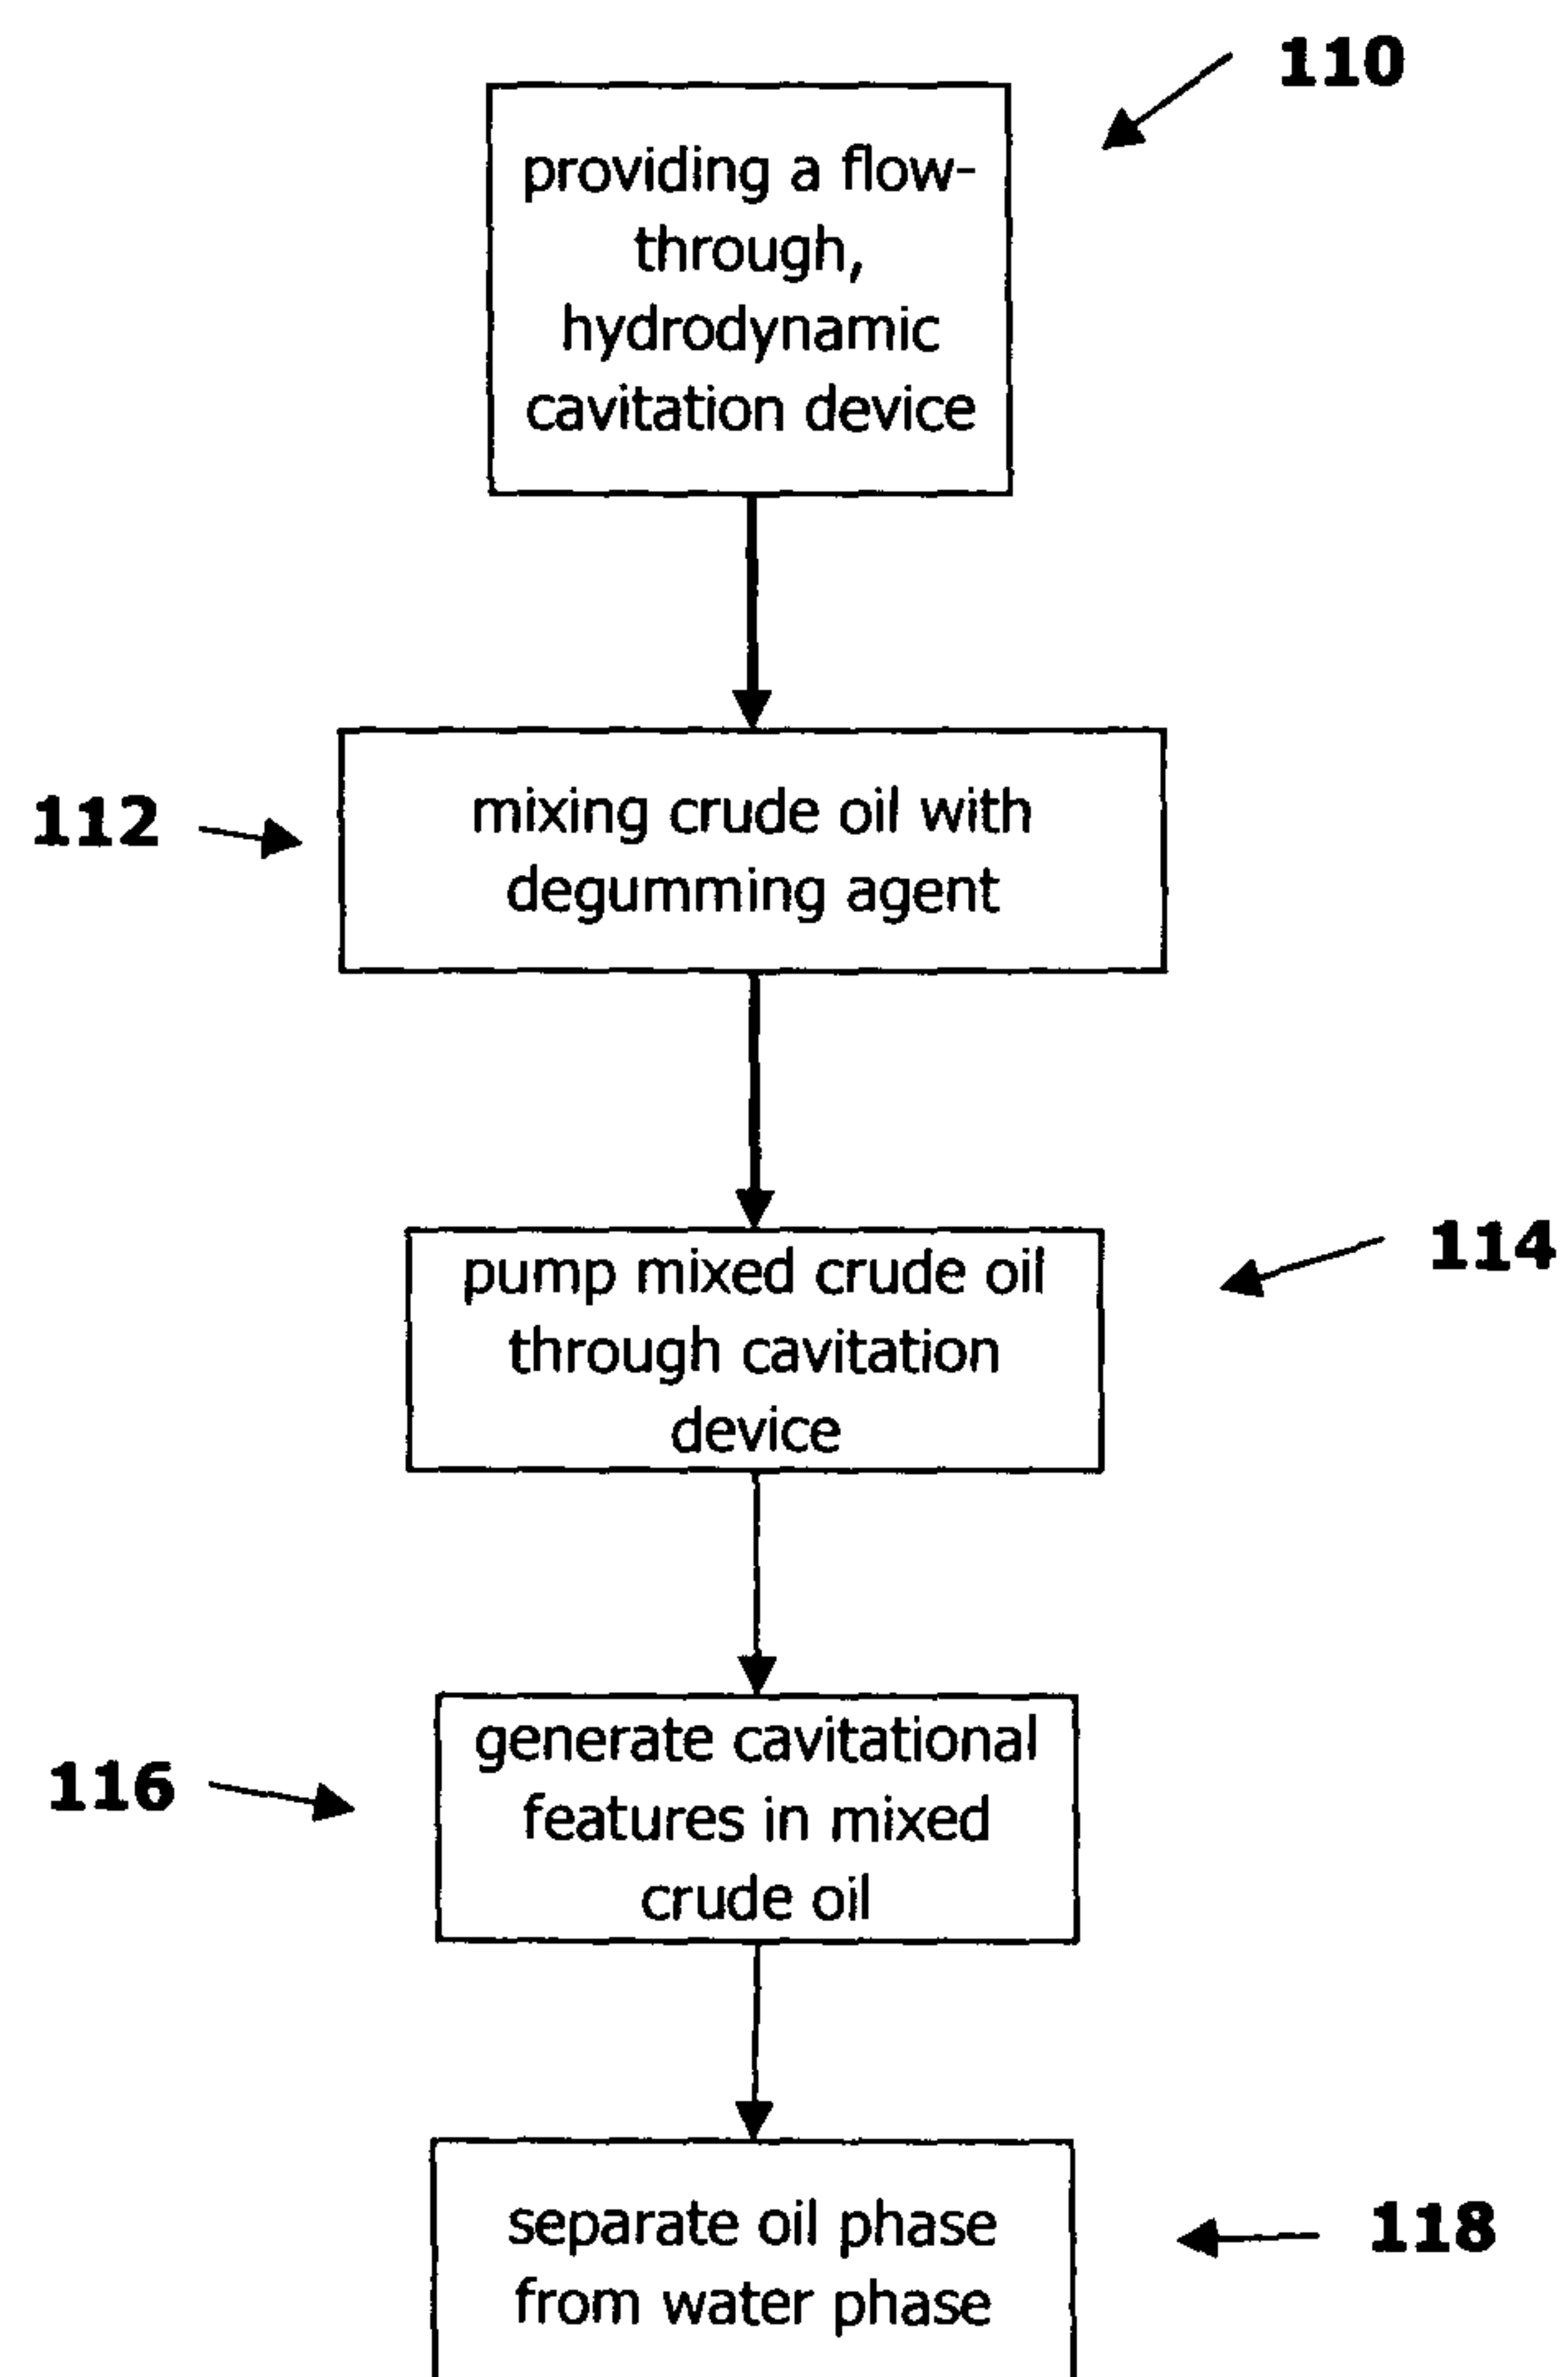 110
providing a flow-
through,
hydrodynamic
cavitation device
112
mixing crude oil with
degumming agent
114
pump mixed crude oil
through cavitation
device
116
generate cavitational
features in mixed
crude oil
118
separate oil phase
from water phase